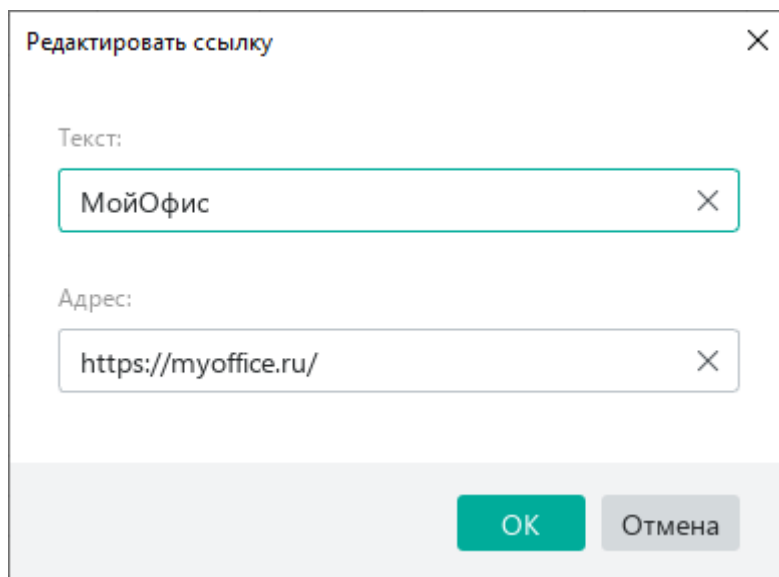 Редактировать ссылку
Текст:
МойОфис
Адрес:
https://myoffice.ru/
ОК Отмена